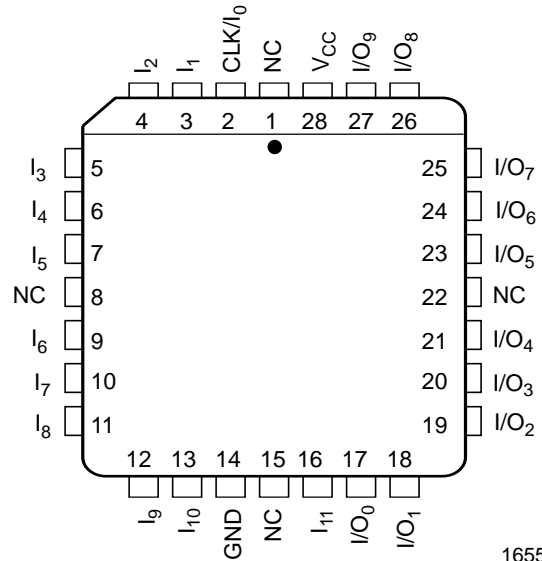 I2 I1 CLK/I0 NC VCC I/O9 I/O8
4 3 2 1 28 27 26
I3 5 25 I/O7
I4 6 24 I/O6
I5 7 23 I/O5
NC 8 22 NC
I6 9 21 I/O4
I7 10 20 I/O3
I8 11 19 I/O2
12 13 14 15 16 17 18
I9 I10 GND NC I11 I/O0 I/O1
1655